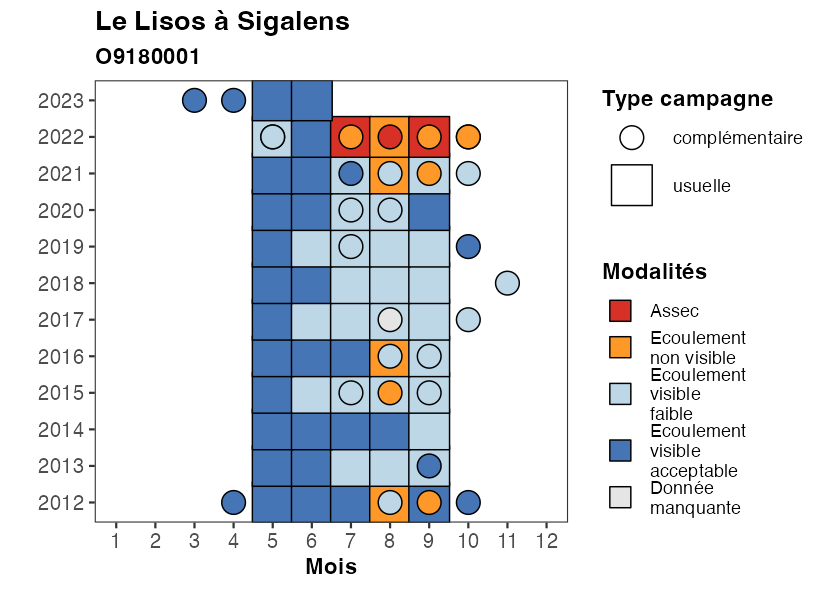 Le Lisos à Sigalens
O9180001
2023
2022
2021
2020
2019
2018
2017
2016
2015
2014
2013
2012
1 2 3 4 5 6 7 8 9 10 11 12
Mois
Type campagne
complémentaire
usuelle
Modalités
Assec
Ecoulement
non visible
Ecoulement
visible
faible
Ecoulement
visible
acceptable
Donnée
manquante